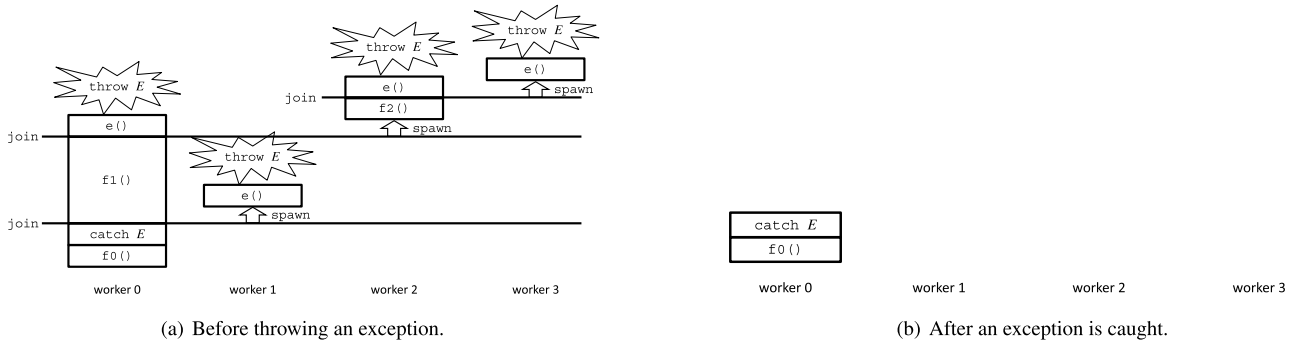 throw E
e()
spawn
throw E
e()
join
f2()
spawn
throw E
e()
join
throw E
f1()
e()
spawn
join
catch E
f0()
worker 0 worker 1 worker 2 worker 3
(a) Before throwing an exception.
catch E
f0()
worker 0 worker 1 worker 2 worker 3
(b) After an exception is caught.